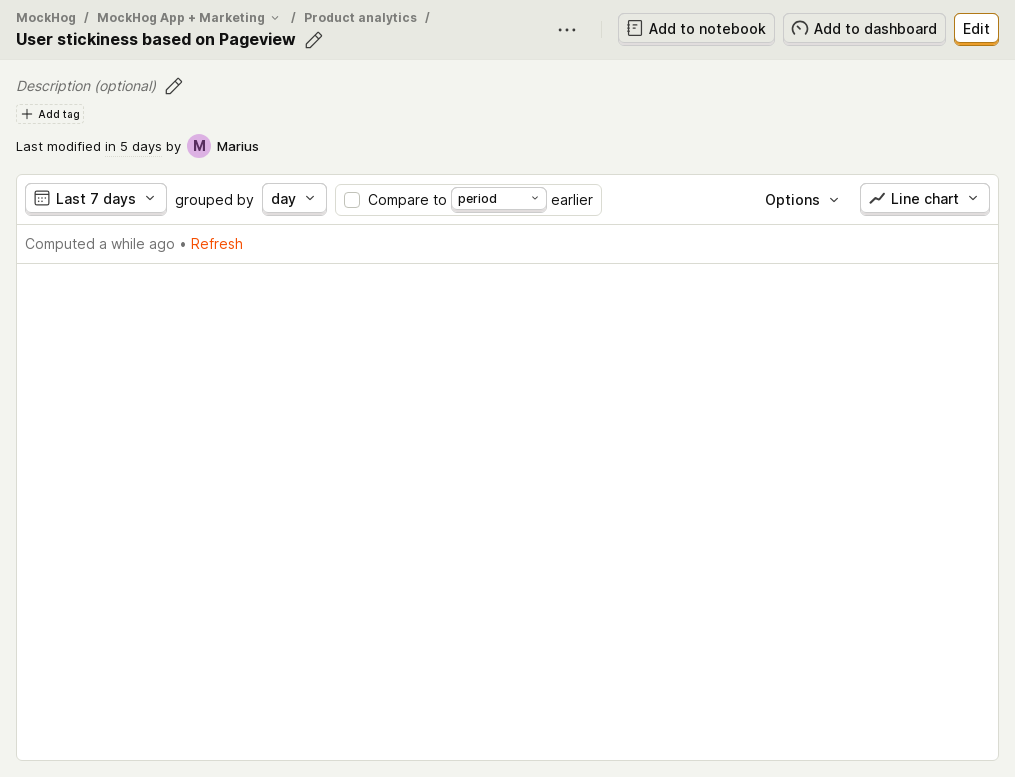 MockHog / MockHog App + Marketing / Product analytics /
User stickiness based on Pageview
Add to notebook
Add to dashboard
Edit
Description (optional)
Add tag
Last modified in 5 days by M Marius
Last 7 days grouped by day Compare to period earlier Options Line chart
Computed a while ago • Refresh